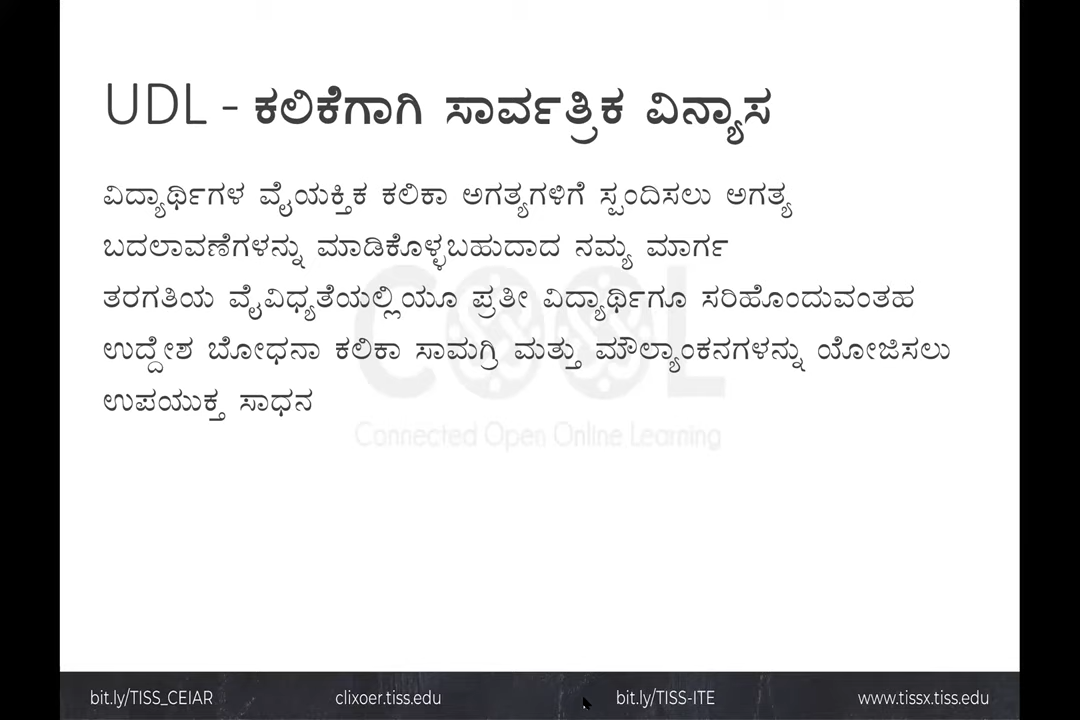 UDL - ಕಲಿಕೆಗಾಗಿ ಸಾರ್ವತ್ರಿಕ ವಿನ್ಯಾಸ
ವಿದ್ಯಾರ್ಥಿಗಳ ವೈಯಕ್ತಿಕ ಕಲಿಕಾ ಅಗತ್ಯಗಳಿಗೆ ಸ್ಪಂದಿಸಲು ಅಗತ್ಯ
ಬದಲಾವಣೆಗಳನ್ನು ಮಾಡಿಕೊಳ್ಳಬಹುದಾದ ನಮ್ಯ ಮಾರ್ಗ
ತರಗತಿಯ ವೈವಿಧ್ಯತೆಯಲ್ಲಿಯೂ ಪ್ರತೀ ವಿದ್ಯಾರ್ಥಿಗೂ ಸರಿಹೊಂದುವಂತಹ
ಉದ್ದೇಶ ಬೋಧನಾ ಕಲಿಕಾ ಸಾಮಗ್ರಿ ಮತ್ತು ಮೌಲ್ಯಾಂಕನಗಳನ್ನು ಯೋಜಿಸಲು
ಉಪಯುಕ್ತ ಸಾಧನ
COOL
Connected Open Online Learning
bit.ly/TISS_CEIAR clixoer.tiss.edu bit.ly/TISS-ITE www.tissx.tiss.edu